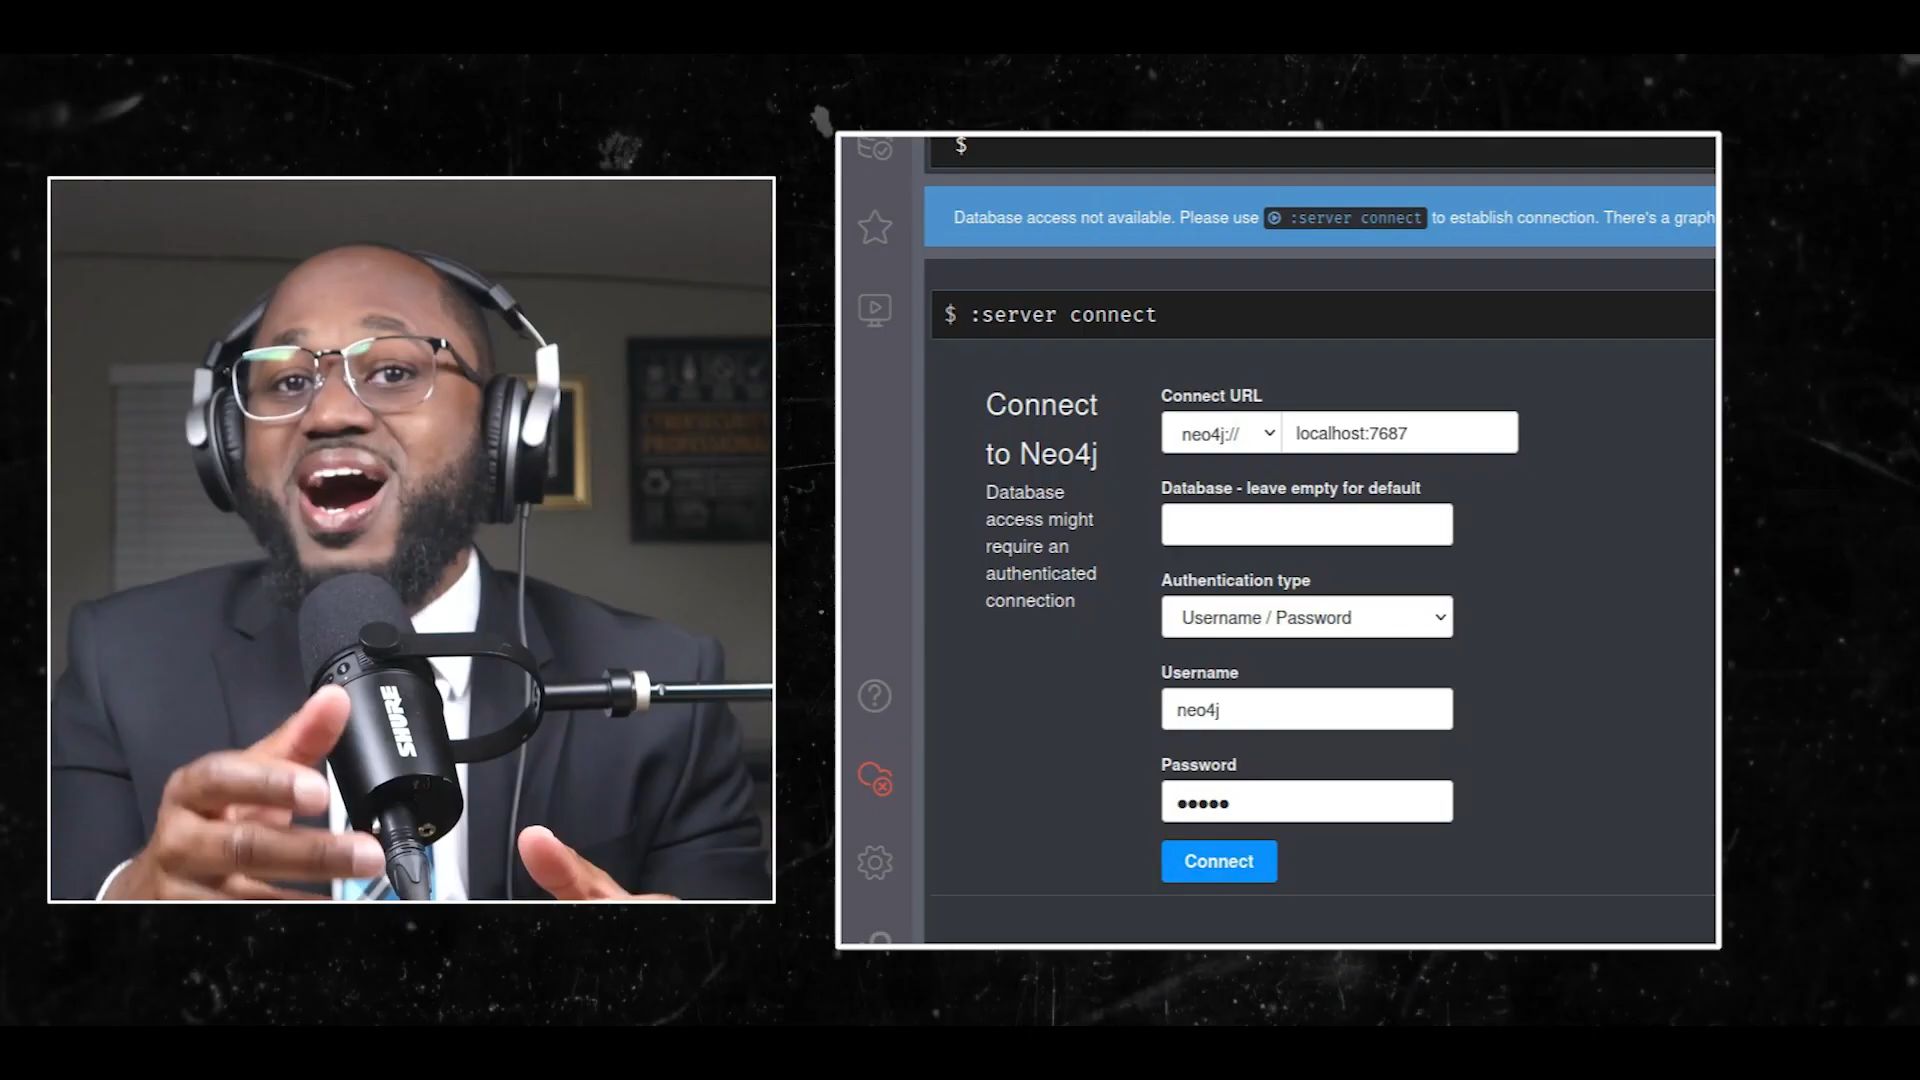 CYBERSECURITY
PROFESSIONAL
SHURE
$
Database access not available. Please use :server connect to establish connection. There's a graph
$ :server connect
Connect
to Neo4j
Database
access might
require an
authenticated
connection
Connect URL
neo4j://
localhost:7687
Database - leave empty for default
Authentication type
Username / Password
Username
neo4j
Password
•••••
Connect